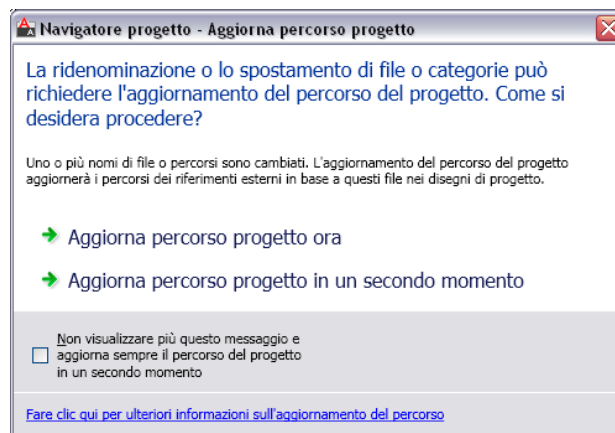 Navigatore progetto - Aggiorna percorso progetto
La ridenominazione o lo spostamento di file o categorie può
richiedere l'aggiornamento del percorso del progetto. Come si
desidera procedere?
Uno o più nomi di file o percorsi sono cambiati. L'aggiornamento del percorso del progetto
aggiornerà i percorsi dei riferimenti esterni in base a questi file nei disegni di progetto.
Aggiorna percorso progetto ora
Aggiorna percorso progetto in un secondo momento
Non visualizzare più questo messaggio e
aggiorna sempre il percorso del progetto
in un secondo momento
Fare clic qui per ulteriori informazioni sull'aggiornamento del percorso